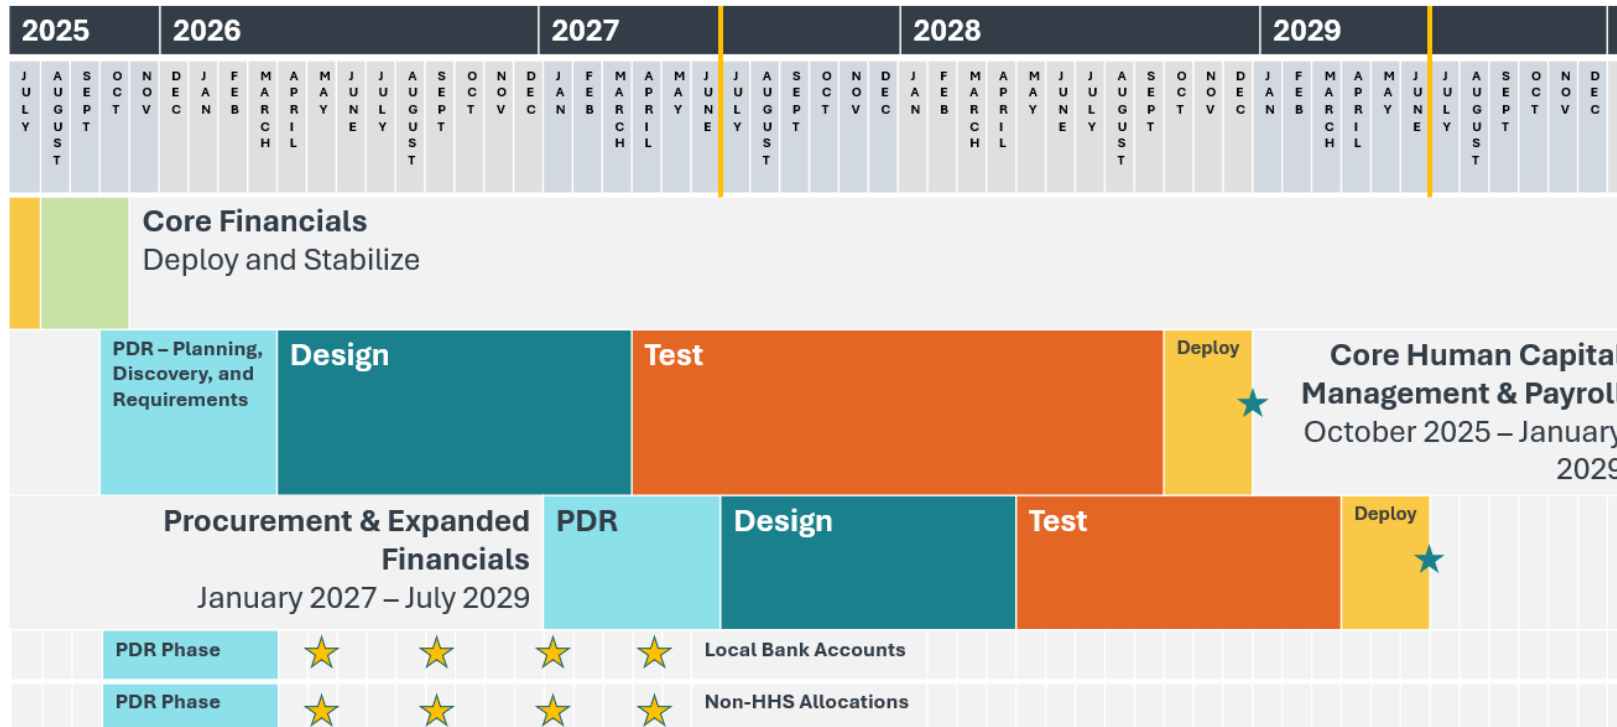 2025 2026 2027 2028 2029
JULY AUGUST SEPT OCT NOV DEC JAN FEB MARCH APRIL MAY JUNE JULY AUGUST SEPT OCT NOV DEC JAN FEB MARCH APRIL MAY JUNE JULY AUGUST SEPT OCT NOV DEC JAN FEB MARCH APRIL MAY JUNE JULY AUGUST SEPT OCT NOV DEC JAN FEB MARCH APRIL MAY JUNE JULY AUGUST SEPT OCT NOV DEC
Core Financials
Deploy and Stabilize
PDR – Planning,
Discovery, and
Requirements
Design
Test
Deploy
Core Human Capital
Management & Payroll
October 2025 – January
2029
Procurement & Expanded
Financials
January 2027 – July 2029
PDR
Design
Test
Deploy
PDR Phase
Local Bank Accounts
PDR Phase
Non-HHS Allocations